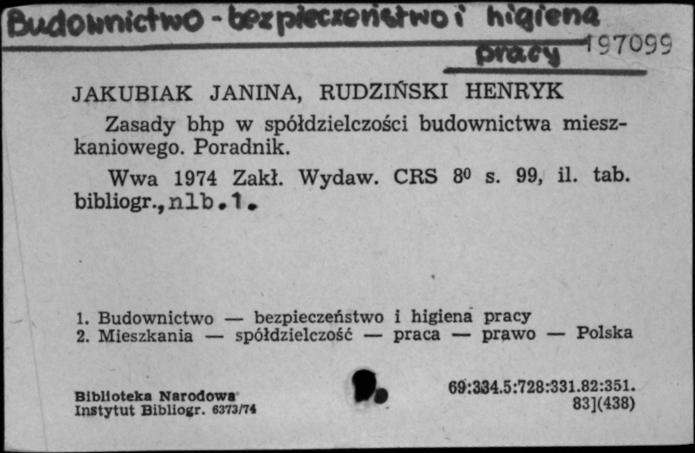 Budownictwo - bezpieczeństwo i higiena
pracy 197099
JAKUBIAK JANINA, RUDZIŃSKI HENRYK
Zasady bhp w spółdzielczości budownictwa miesz-
kaniowego. Poradnik.
Wwa 1974 Zakł. Wydaw. CRS 8⁰ s. 99, il. tab.
bibliogr., nlb.1.
1. Budownictwo — bezpieczeństwo i higiena pracy
2. Mieszkania — spółdzielczość — praca — prawo — Polska
Biblioteka Narodowa
Instytut Bibliogr. 6373/74
69:334.5:728:331.82:351.
83](438)